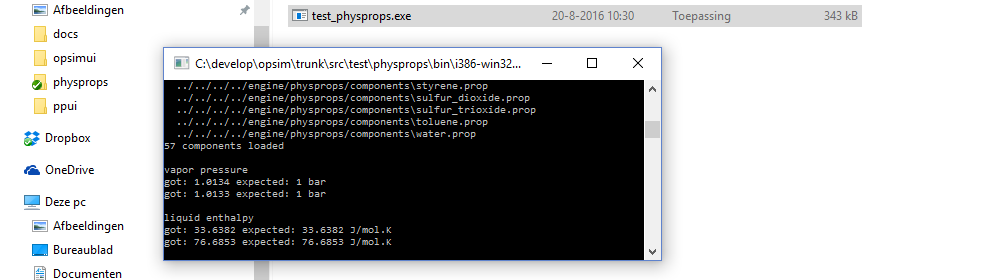 Afbeeldingen
docs
opsimui
physprops
ppui
Dropbox
OneDrive
Deze pc
Afbeeldingen
Bureaublad
Documenten
test_physprops.exe 20-8-2016 10:30 Toepassing 343 kB
C:\develop\opsim\trunk\src\test\physprops\bin\i386-win32...
../../../../engine/physprops/components\styrene.prop
../../../../engine/physprops/components\sulfur_dioxide.prop
../../../../engine/physprops/components\sulfur_trioxide.prop
../../../../engine/physprops/components\toluene.prop
../../../../engine/physprops/components\water.prop
57 components loaded
vapor pressure
got: 1.0134 expected: 1 bar
got: 1.0133 expected: 1 bar
liquid enthalpy
got: 33.6382 expected: 33.6382 J/mol.K
got: 76.6853 expected: 76.6853 J/mol.K